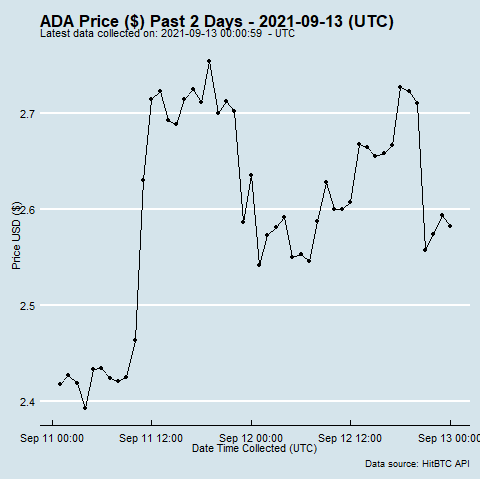 ADA Price ($) Past 2 Days - 2021-09-13 (UTC)
Latest data collected on: 2021-09-13 00:00:59 - UTC
2.7
2.6
2.5
2.4
Price USD ($)
Sep 11 00:00 Sep 11 12:00 Sep 12 00:00 Sep 12 12:00 Sep 13 00:00
Date Time Collected (UTC)
Data source: HitBTC API